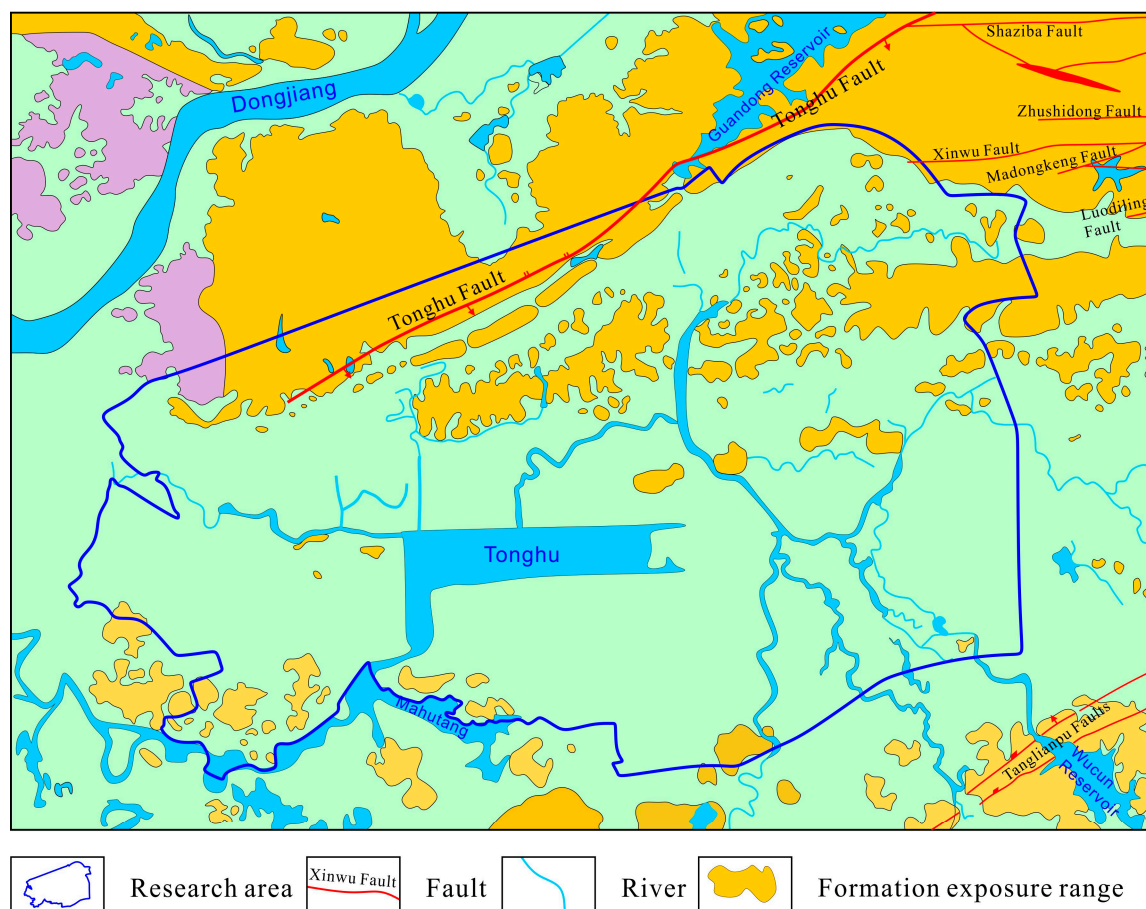 Shaziba Fault
Dongjiang
Guandong Reservoir
Tonghu Fault
Zhushidong Fault
Xinwu Fault
Madongkeng Fault
Luodiling
Fault
Tonghu Fault
Tonghu
Mahutang
Tanglianpu Faults
Wucun
Reservoir
Research area
Xinwu Fault
Fault
River
Formation exposure range